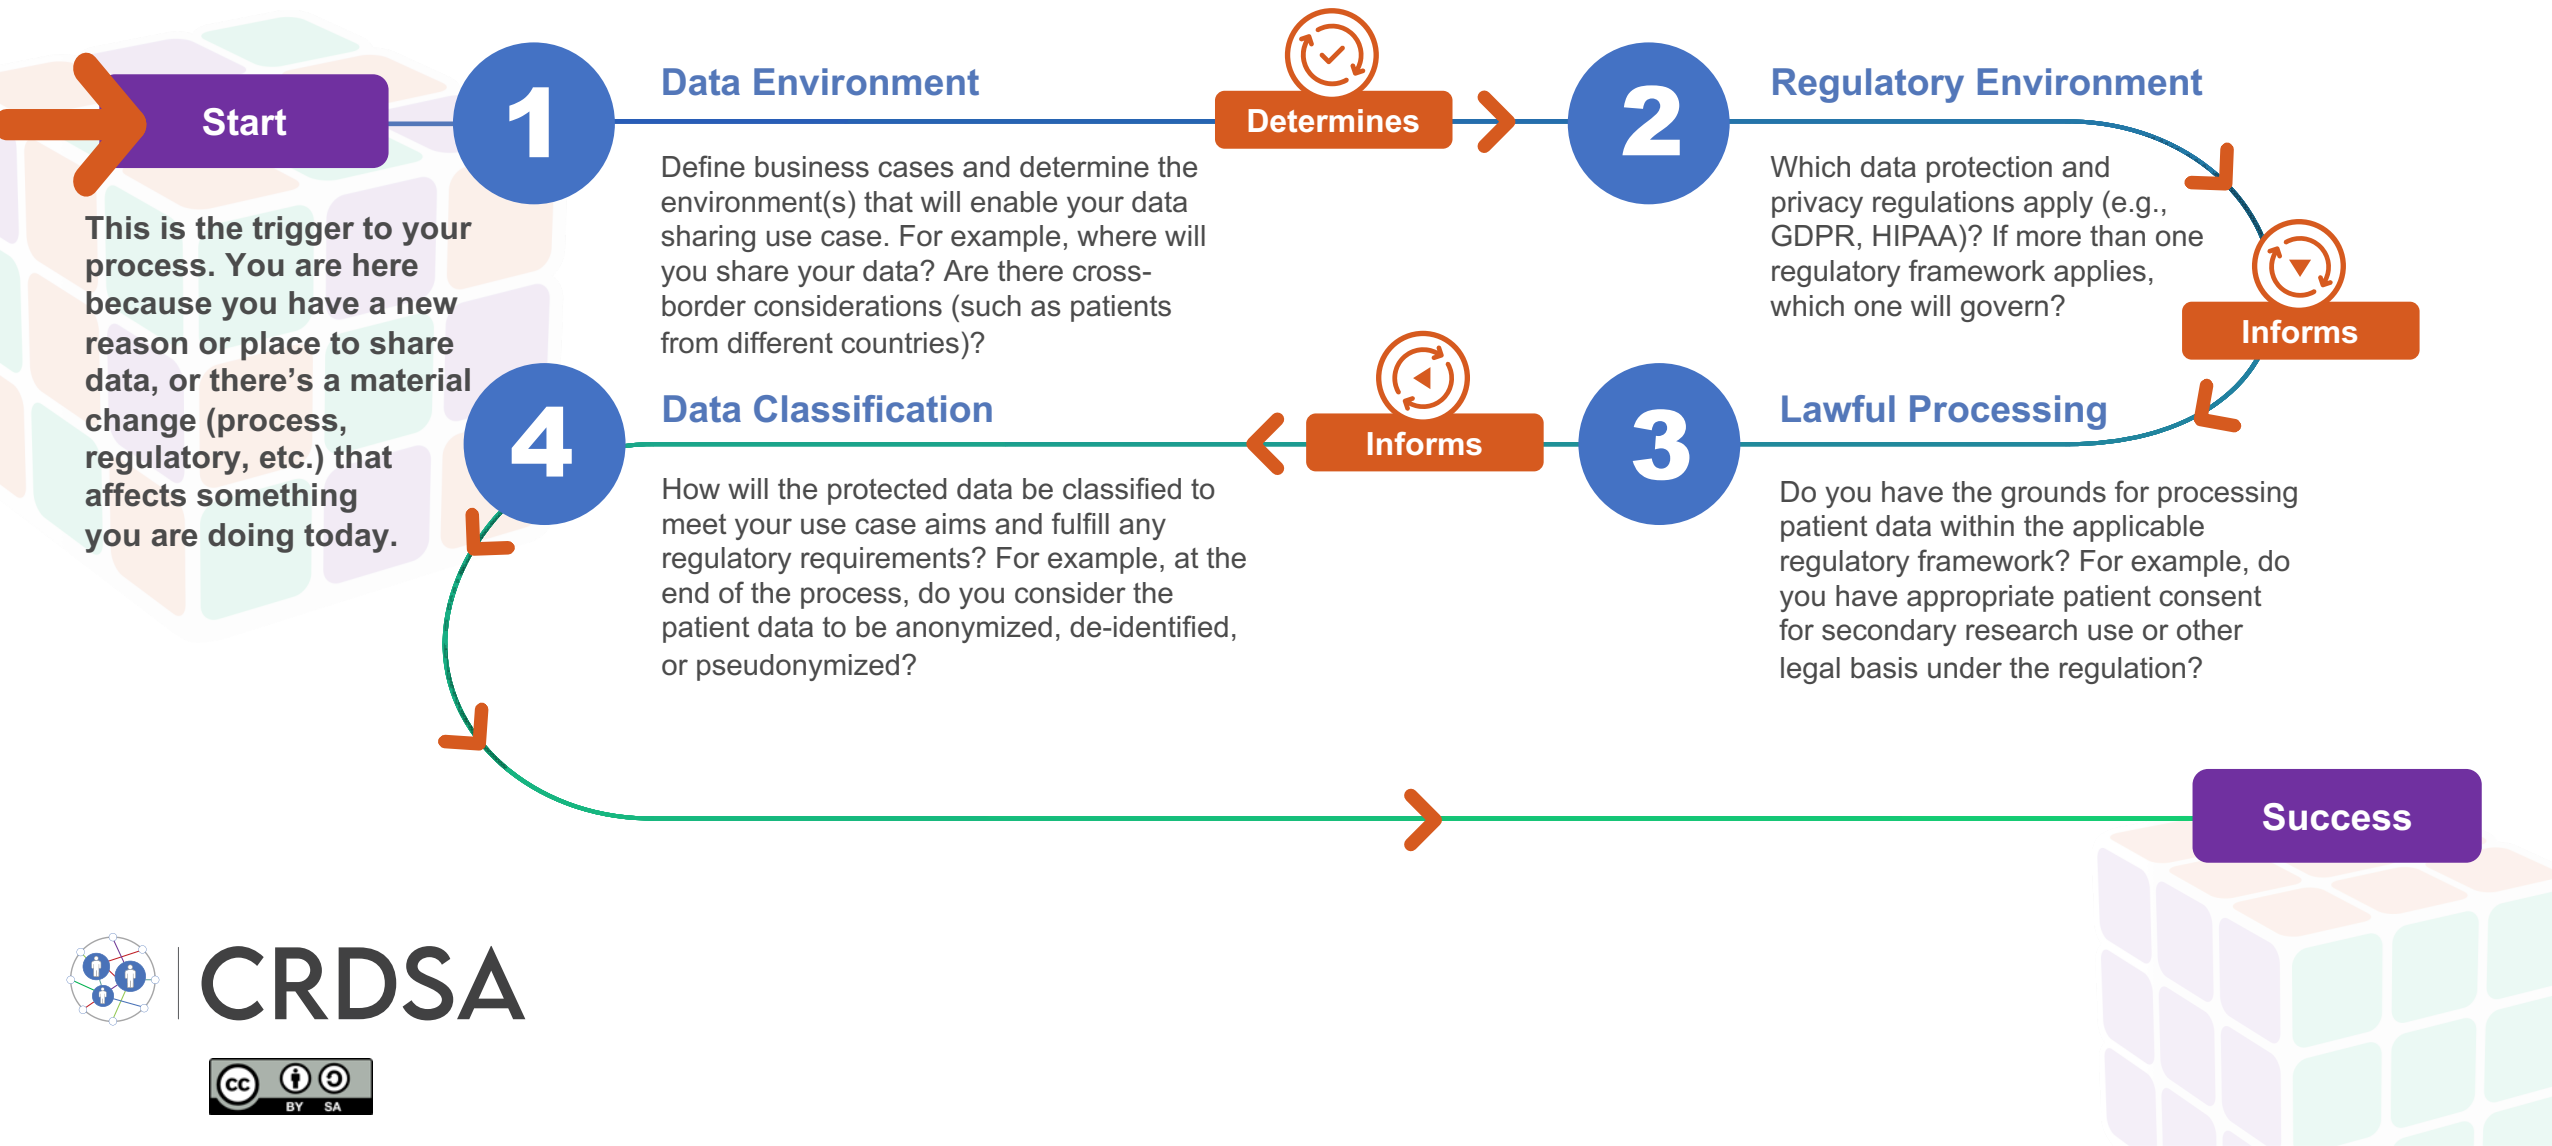 Start
This is the trigger to your
process. You are here
because you have a new
reason or place to share
data, or there’s a material
change (process,
regulatory, etc.) that
affects something
you are doing today.
1
Data Environment
Define business cases and determine the
environment(s) that will enable your data
sharing use case. For example, where will
you share your data? Are there cross-
border considerations (such as patients
from different countries)?
Determines
2
Regulatory Environment
Which data protection and
privacy regulations apply (e.g.,
GDPR, HIPAA)? If more than one
regulatory framework applies,
which one will govern?
Informs
3
Lawful Processing
Do you have the grounds for processing
patient data within the applicable
regulatory framework? For example, do
you have appropriate patient consent
for secondary research use or other
legal basis under the regulation?
Informs
4
Data Classification
How will the protected data be classified to
meet your use case aims and fulfill any
regulatory requirements? For example, at the
end of the process, do you consider the
patient data to be anonymized, de-identified,
or pseudonymized?
Success
CRDSA
cc
BY SA